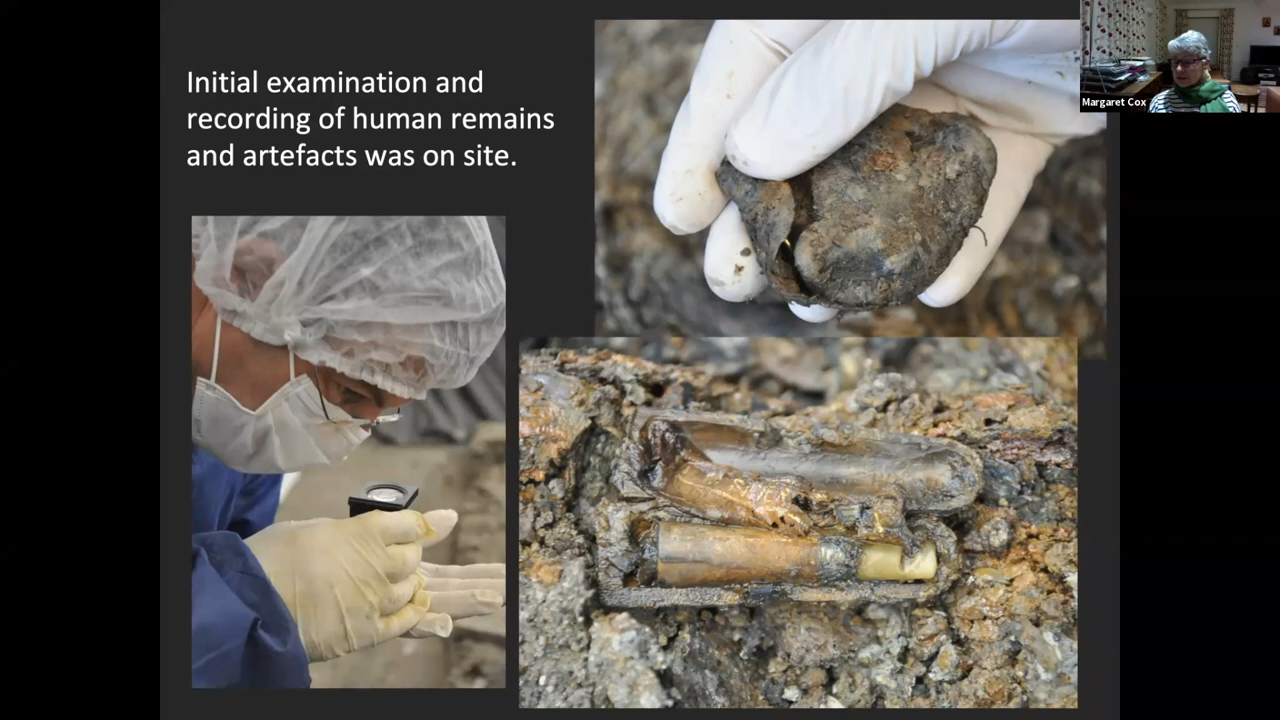 Initial examination and
recording of human remains
and artefacts was on site.
Margaret Cox